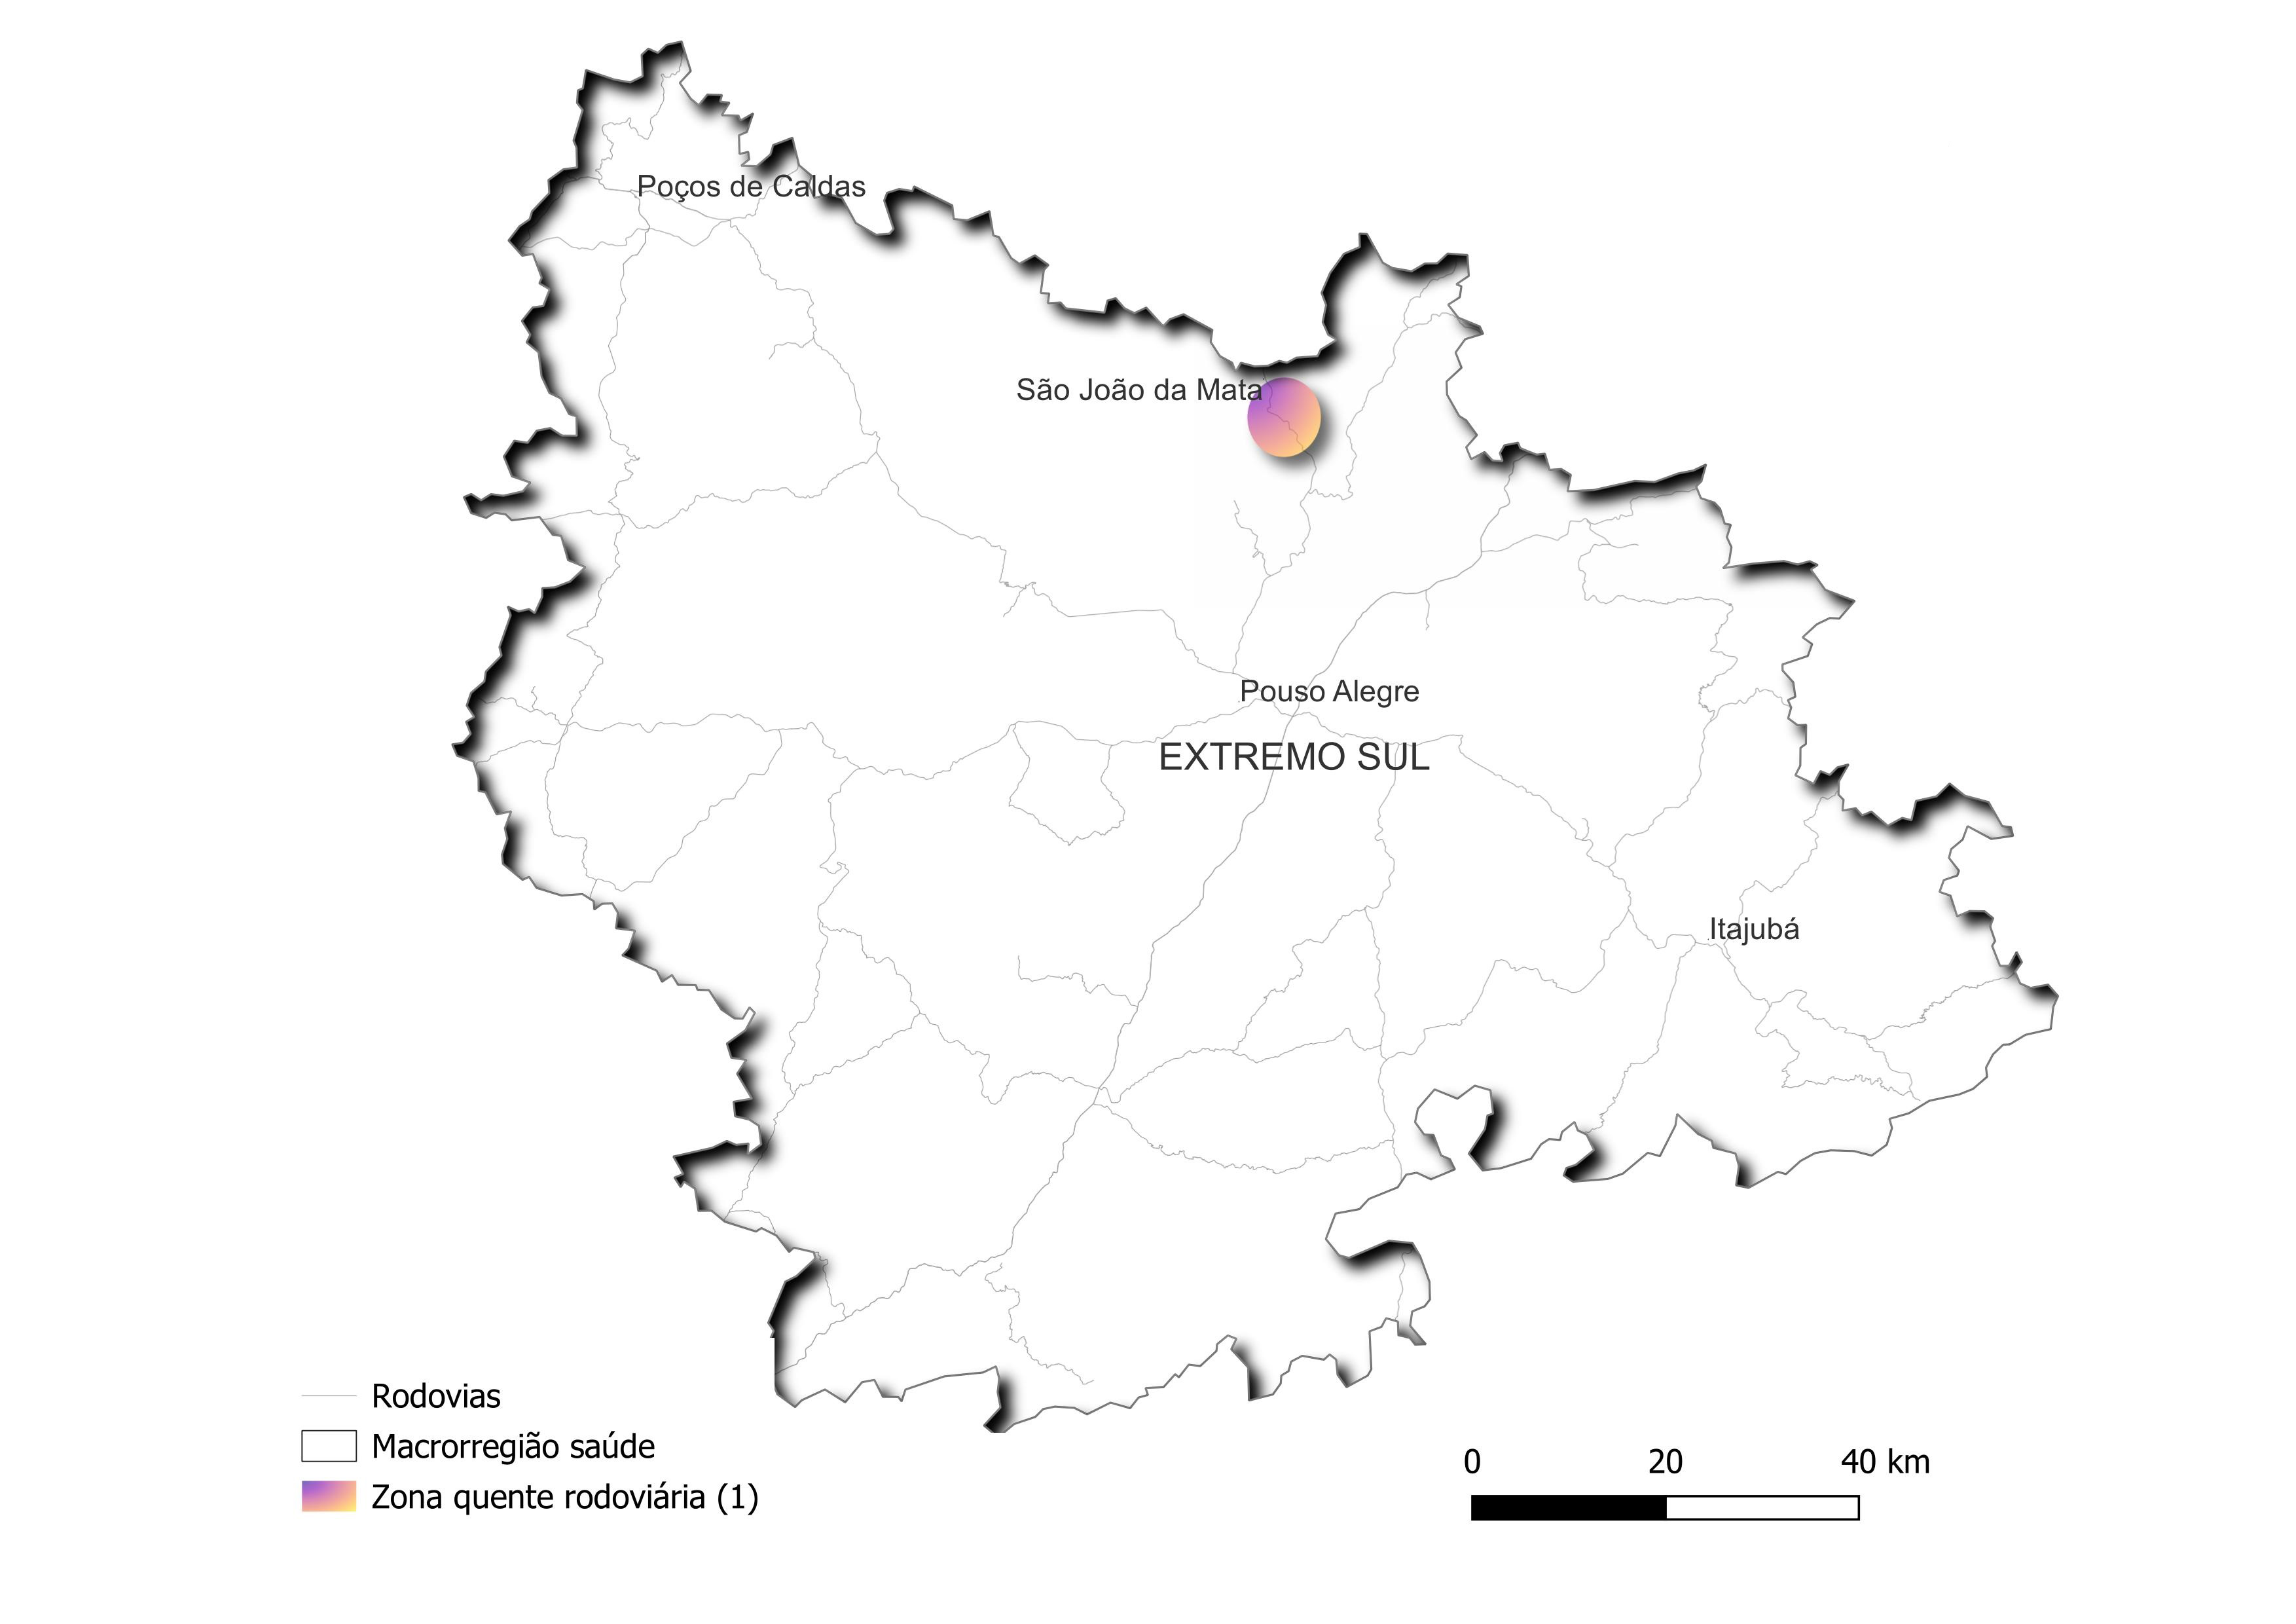 Poços de Caldas
São João da Mata
Pouso Alegre
EXTREMO SUL
Itajubá
Rodovias
Macrorregião saúde
Zona quente rodoviária (1)
0 20 40 km